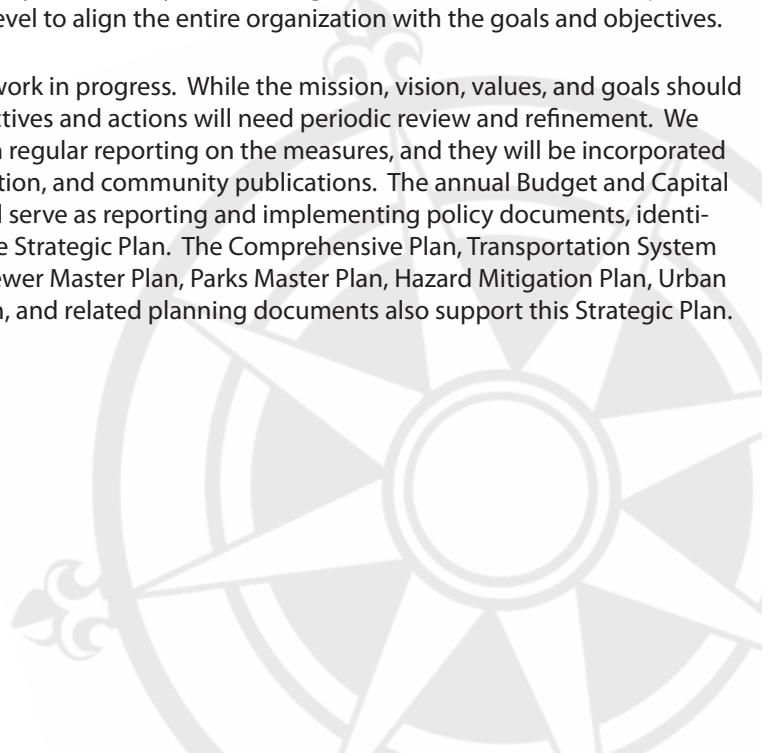 evel to align the entire organization with the goals and objectives.
work in progress. While the mission, vision, values, and goals should
ctives and actions will need periodic review and refinement. We
regular reporting on the measures, and they will be incorporated
tion, and community publications. The annual Budget and Capital
serve as reporting and implementing policy documents, identi-
e Strategic Plan. The Comprehensive Plan, Transportation System
ewer Master Plan, Parks Master Plan, Hazard Mitigation Plan, Urban
, and related planning documents also support this Strategic Plan.